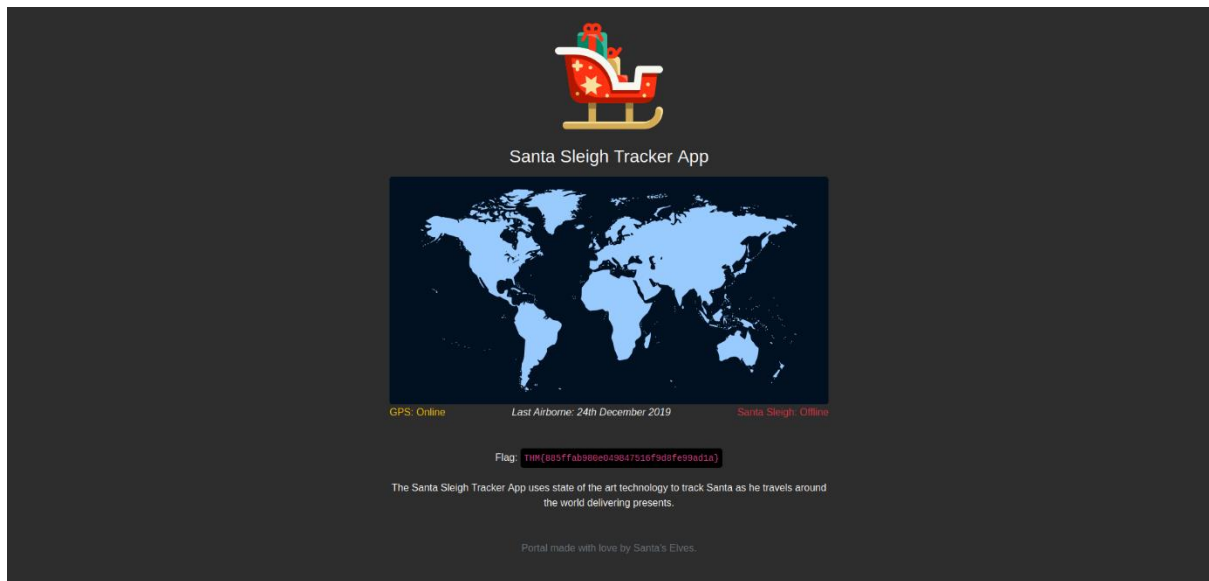 Santa Sleigh Tracker App
GPS: Online
Last Airborne: 24th December 2019
Santa Sleigh: Offline
Flag: THM{885ffab980e049847516f9d8fe99ad1a}
The Santa Sleigh Tracker App uses state of the art technology to track Santa as he travels around
the world delivering presents.
Portal made with love by Santa's Elves.